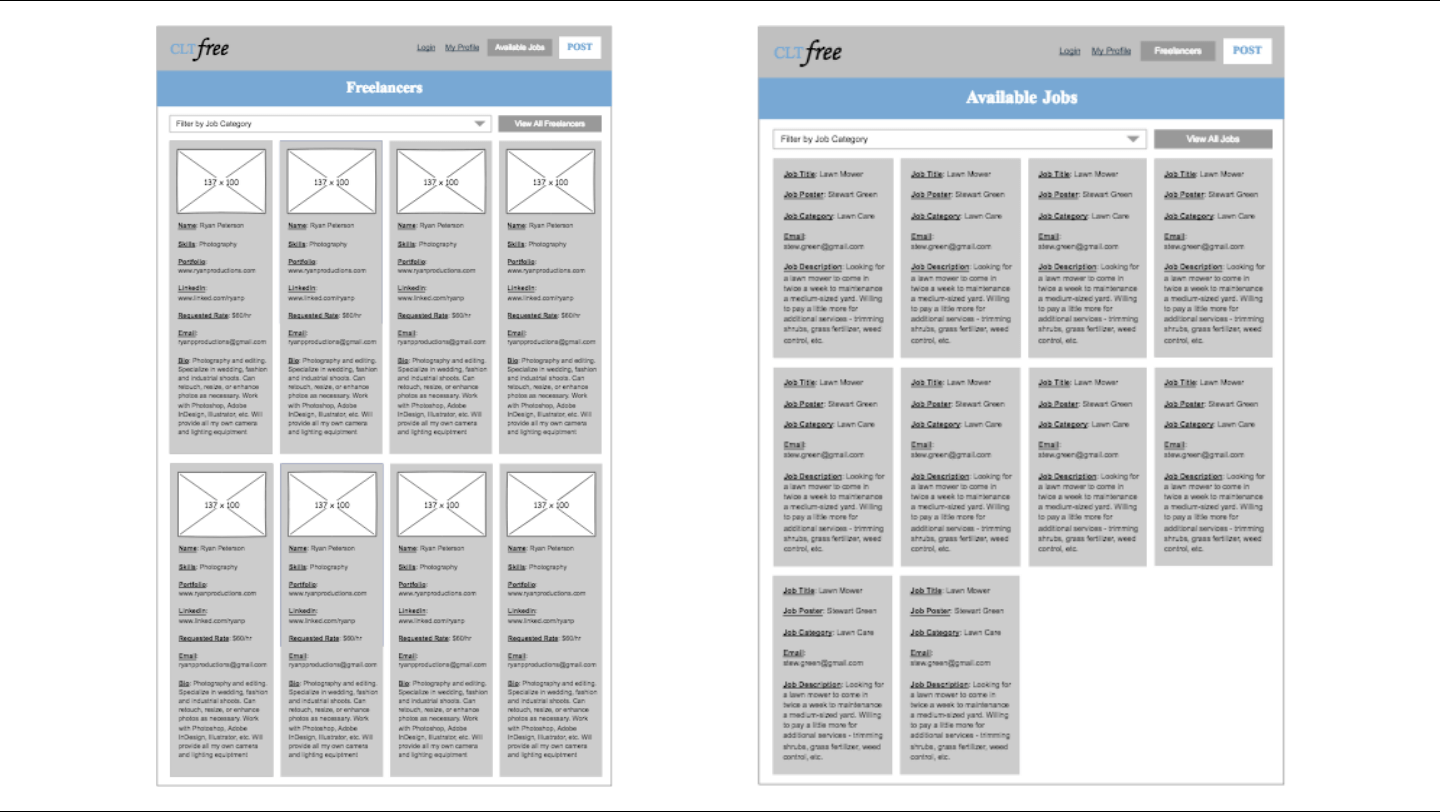 CLTfree
Login My Profile Available Jobs POST
Freelancers
Filter by Job Category View All Freelancers
137 x 100 137 x 100 137 x 100 137 x 100
Name: Ryan Peterson Name: Ryan Peterson Name: Ryan Peterson Name: Ryan Peterson
Skills: Photography Skills: Photography Skills: Photography Skills: Photography
Portfolio: Portfolio: Portfolio: Portfolio:
www.ryanproductions.com www.ryanproductions.com www.ryanproductions.com www.ryanproductions.com
LinkedIn: LinkedIn: LinkedIn: LinkedIn:
www.linked.com/ryanp www.linked.com/ryanp www.linked.com/ryanp www.linked.com/ryanp
Requested Rate: $60/hr Requested Rate: $60/hr Requested Rate: $60/hr Requested Rate: $60/hr
Email: Email: Email: Email:
ryanpproductions@gmail.com ryanpproductions@gmail.com ryanpproductions@gmail.com ryanpproductions@gmail.com
Bio: Photography and editing. Bio: Photography and editing. Bio: Photography and editing. Bio: Photography and editing.
Specialize in wedding, fashion Specialize in wedding, fashion Specialize in wedding, fashion Specialize in wedding, fashion
and industrial shoots. Can and industrial shoots. Can and industrial shoots. Can and industrial shoots. Can
retouch, resize, or enhance retouch, resize, or enhance retouch, resize, or enhance retouch, resize, or enhance
photos as necessary. Work photos as necessary. Work photos as necessary. Work photos as necessary. Work
with Photoshop, Adobe with Photoshop, Adobe with Photoshop, Adobe with Photoshop, Adobe
InDesign, Illustrator, etc. Will InDesign, Illustrator, etc. Will InDesign, Illustrator, etc. Will InDesign, Illustrator, etc. Will
provide all my own camera provide all my own camera provide all my own camera provide all my own camera
and lighting equiptment and lighting equiptment and lighting equiptment and lighting equiptment
137 x 100 137 x 100 137 x 100 137 x 100
Name: Ryan Peterson Name: Ryan Peterson Name: Ryan Peterson Name: Ryan Peterson
Skills: Photography Skills: Photography Skills: Photography Skills: Photography
Portfolio: Portfolio: Portfolio: Portfolio:
www.ryanproductions.com www.ryanproductions.com www.ryanproductions.com www.ryanproductions.com
LinkedIn: LinkedIn: LinkedIn: LinkedIn:
www.linked.com/ryanp www.linked.com/ryanp www.linked.com/ryanp www.linked.com/ryanp
Requested Rate: $60/hr Requested Rate: $60/hr Requested Rate: $60/hr Requested Rate: $60/hr
Email: Email: Email: Email:
ryanpproductions@gmail.com ryanpproductions@gmail.com ryanpproductions@gmail.com ryanpproductions@gmail.com
Bio: Photography and editing. Bio: Photography and editing. Bio: Photography and editing. Bio: Photography and editing.
Specialize in wedding, fashion Specialize in wedding, fashion Specialize in wedding, fashion Specialize in wedding, fashion
and industrial shoots. Can and industrial shoots. Can and industrial shoots. Can and industrial shoots. Can
retouch, resize, or enhance retouch, resize, or enhance retouch, resize, or enhance retouch, resize, or enhance
photos as necessary. Work photos as necessary. Work photos as necessary. Work photos as necessary. Work
with Photoshop, Adobe with Photoshop, Adobe with Photoshop, Adobe with Photoshop, Adobe
InDesign, Illustrator, etc. Will InDesign, Illustrator, etc. Will InDesign, Illustrator, etc. Will InDesign, Illustrator, etc. Will
provide all my own camera provide all my own camera provide all my own camera provide all my own camera
and lighting equiptment and lighting equiptment and lighting equiptment and lighting equiptment
CLTfree
Login My Profile Freelancers POST
Available Jobs
Filter by Job Category View All Jobs
Job Title: Lawn Mower Job Title: Lawn Mower Job Title: Lawn Mower Job Title: Lawn Mower
Job Poster: Stewart Green Job Poster: Stewart Green Job Poster: Stewart Green Job Poster: Stewart Green
Job Category: Lawn Care Job Category: Lawn Care Job Category: Lawn Care Job Category: Lawn Care
Email: Email: Email: Email:
stew.green@gmail.com stew.green@gmail.com stew.green@gmail.com stew.green@gmail.com
Job Description: Looking for Job Description: Looking for Job Description: Looking for Job Description: Looking for
a lawn mower to come in a lawn mower to come in a lawn mower to come in a lawn mower to come in
twice a week to maintenance twice a week to maintenance twice a week to maintenance twice a week to maintenance
a medium-sized yard. Willing a medium-sized yard. Willing a medium-sized yard. Willing a medium-sized yard. Willing
to pay a little more for to pay a little more for to pay a little more for to pay a little more for
additional services - trimming additional services - trimming additional services - trimming additional services - trimming
shrubs, grass fertilizer, weed shrubs, grass fertilizer, weed shrubs, grass fertilizer, weed shrubs, grass fertilizer, weed
control, etc. control, etc. control, etc. control, etc.
Job Title: Lawn Mower Job Title: Lawn Mower Job Title: Lawn Mower Job Title: Lawn Mower
Job Poster: Stewart Green Job Poster: Stewart Green Job Poster: Stewart Green Job Poster: Stewart Green
Job Category: Lawn Care Job Category: Lawn Care Job Category: Lawn Care Job Category: Lawn Care
Email: Email: Email: Email:
stew.green@gmail.com stew.green@gmail.com stew.green@gmail.com stew.green@gmail.com
Job Description: Looking for Job Description: Looking for Job Description: Looking for Job Description: Looking for
a lawn mower to come in a lawn mower to come in a lawn mower to come in a lawn mower to come in
twice a week to maintenance twice a week to maintenance twice a week to maintenance twice a week to maintenance
a medium-sized yard. Willing a medium-sized yard. Willing a medium-sized yard. Willing a medium-sized yard. Willing
to pay a little more for to pay a little more for to pay a little more for to pay a little more for
additional services - trimming additional services - trimming additional services - trimming additional services - trimming
shrubs, grass fertilizer, weed shrubs, grass fertilizer, weed shrubs, grass fertilizer, weed shrubs, grass fertilizer, weed
control, etc. control, etc. control, etc. control, etc.
Job Title: Lawn Mower Job Title: Lawn Mower
Job Poster: Stewart Green Job Poster: Stewart Green
Job Category: Lawn Care Job Category: Lawn Care
Email: Email:
stew.green@gmail.com stew.green@gmail.com
Job Description: Looking for Job Description: Looking for
a lawn mower to come in a lawn mower to come in
twice a week to maintenance twice a week to maintenance
a medium-sized yard. Willing a medium-sized yard. Willing
to pay a little more for to pay a little more for
additional services - trimming additional services - trimming
shrubs, grass fertilizer, weed shrubs, grass fertilizer, weed
control, etc. control, etc.